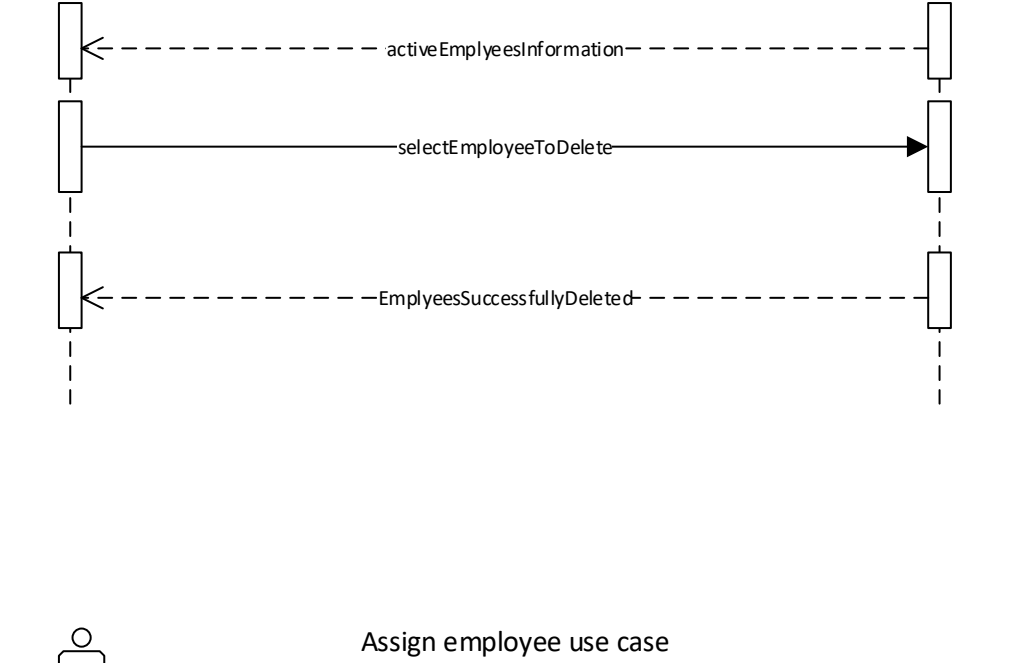 activeEmplyeesInformation
selectEmployeeToDelete
EmplyeesSuccessfullyDeleted
Assign employee use case